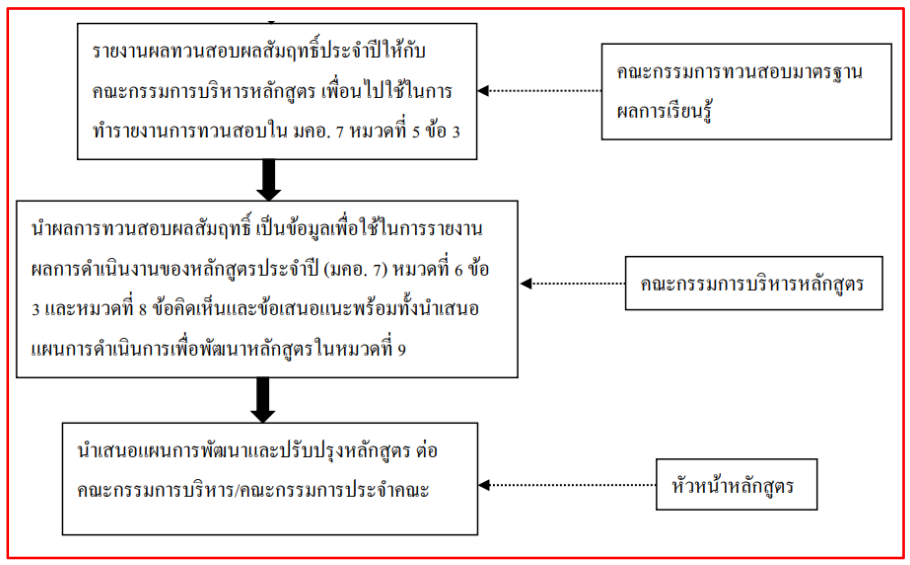 รายงานผลทวนสอบผลสัมฤทธิ์ประจำปีให้กับ
คณะกรรมการบริหารหลักสูตร เพื่อนไปใช้ในการ
ทำรายงานการทวนสอบใน มคอ. 7 หมวดที่ 5 ข้อ 3
คณะกรรมการทวนสอบมาตรฐาน
ผลการเรียนรู้
นำผลการทวนสอบผลสัมฤทธิ์ เป็นข้อมูลเพื่อใช้ในการรายงาน
ผลการดำเนินงานของหลักสูตรประจำปี (มคอ. 7) หมวดที่ 6 ข้อ
3 และหมวดที่ 8 ข้อคิดเห็นและข้อเสนอแนะพร้อมทั้งนำเสนอ
แผนการดำเนินการเพื่อพัฒนาหลักสูตรในหมวดที่ 9
คณะกรรมการบริหารหลักสูตร
นำเสนอแผนการพัฒนาและปรับปรุงหลักสูตร ต่อ
คณะกรรมการบริหาร/คณะกรรมการประจำคณะ
หัวหน้าหลักสูตร